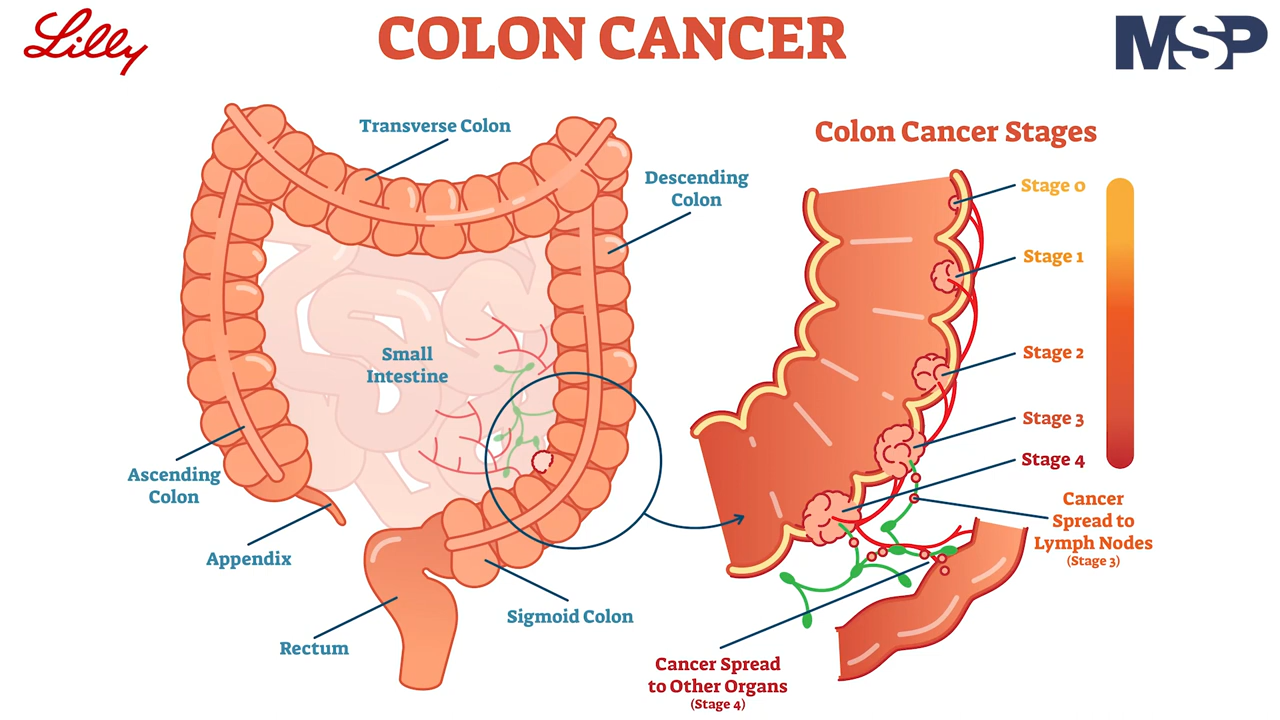 Lilly
COLON CANCER
MSP
Transverse Colon
Descending
Colon
Small
Intestine
Ascending
Colon
Appendix
Rectum
Sigmoid Colon
Colon Cancer Stages
Stage 0
Stage 1
Stage 2
Stage 3
Stage 4
Cancer
Spread to
Lymph Nodes
(Stage 3)
Cancer Spread
to Other Organs
(Stage 4)